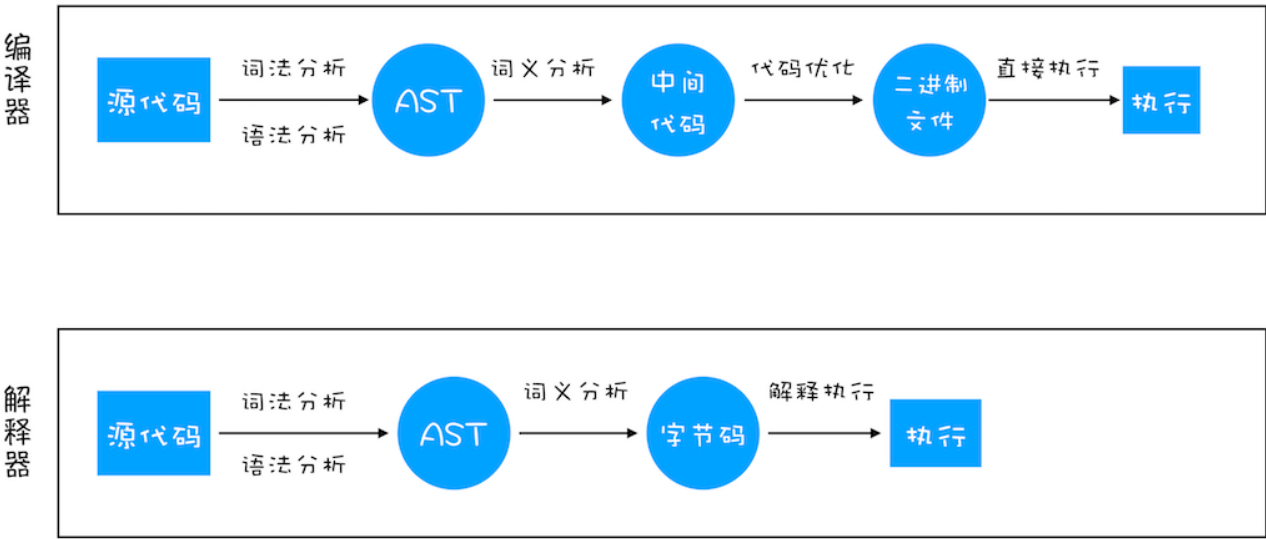 编译器
源代码
词法分析
语法分析
AST
词义分析
中间
代码
代码优化
二进制
文件
直接执行
执行
解释器
源代码
词法分析
语法分析
AST
词义分析
字节码
解释执行
执行